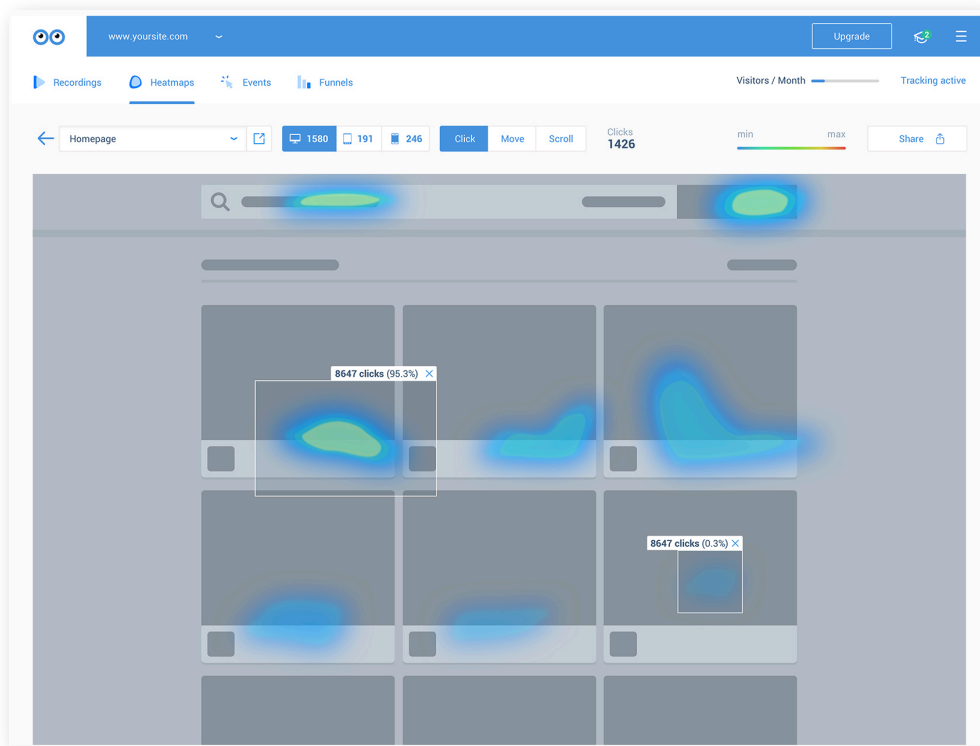 www.yoursite.com
Upgrade
2
Recordings
Heatmaps
Events
Funnels
Visitors / Month
Tracking active
Homepage
1580
191
246
Click
Move
Scroll
Clicks
1426
min
max
Share
8647 clicks (95.3%)
8647 clicks (0.3%)